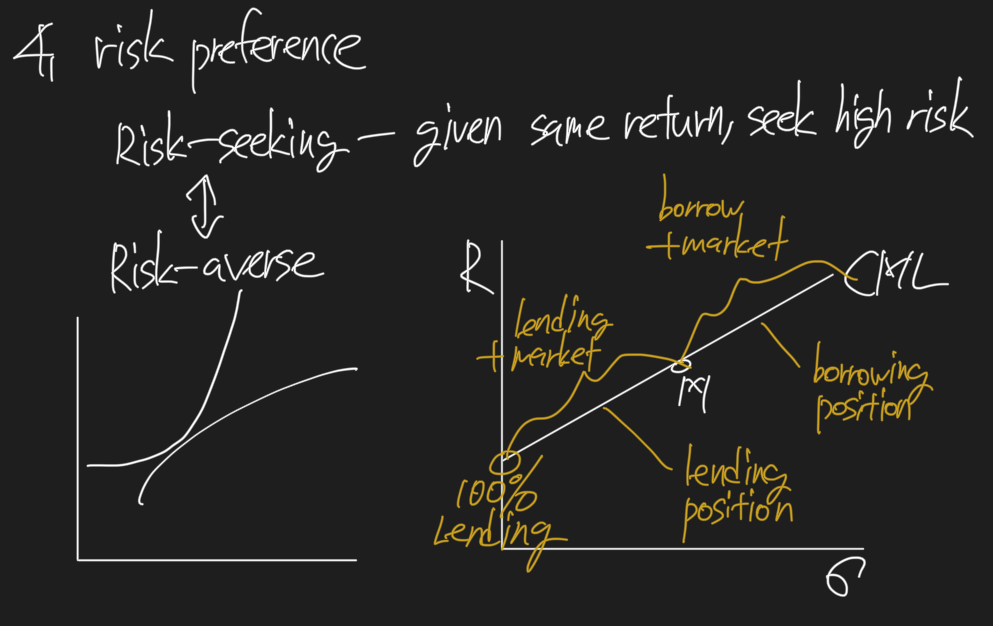 4, risk preference
Risk-seeking — given same return, seek high risk
↕
Risk-averse
R
borrow
+market
CML
lending
+market
M
borrowing
position
lending
position
100%
Lending
σ